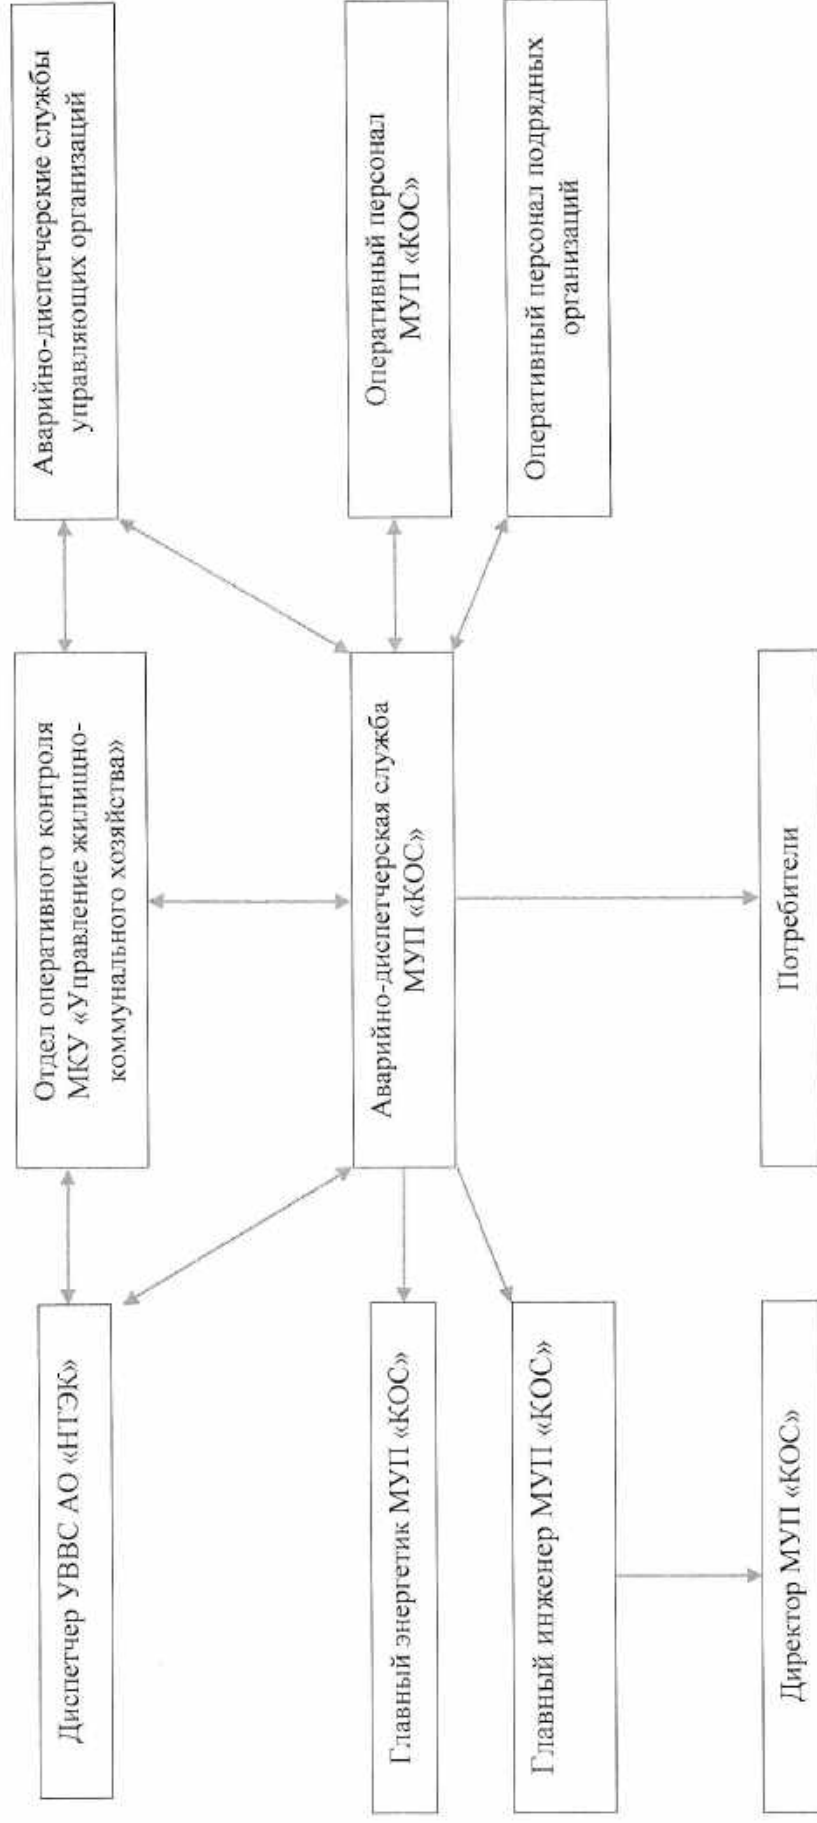 Диспетчер УВВС АО «НТЭК»
Отдел оперативного контроля
МКУ «Управление жилищно-
коммунального хозяйства»
Аварийно-диспетчерские службы
управляющих организаций
Главный энергетик МУП «КОС»
Аварийно-диспетчерская служба
МУП «КОС»
Оперативный персонал
МУП «КОС»
Главный инженер МУП «КОС»
Оперативный персонал подрядных
организаций
Директор МУП «КОС»
Потребители